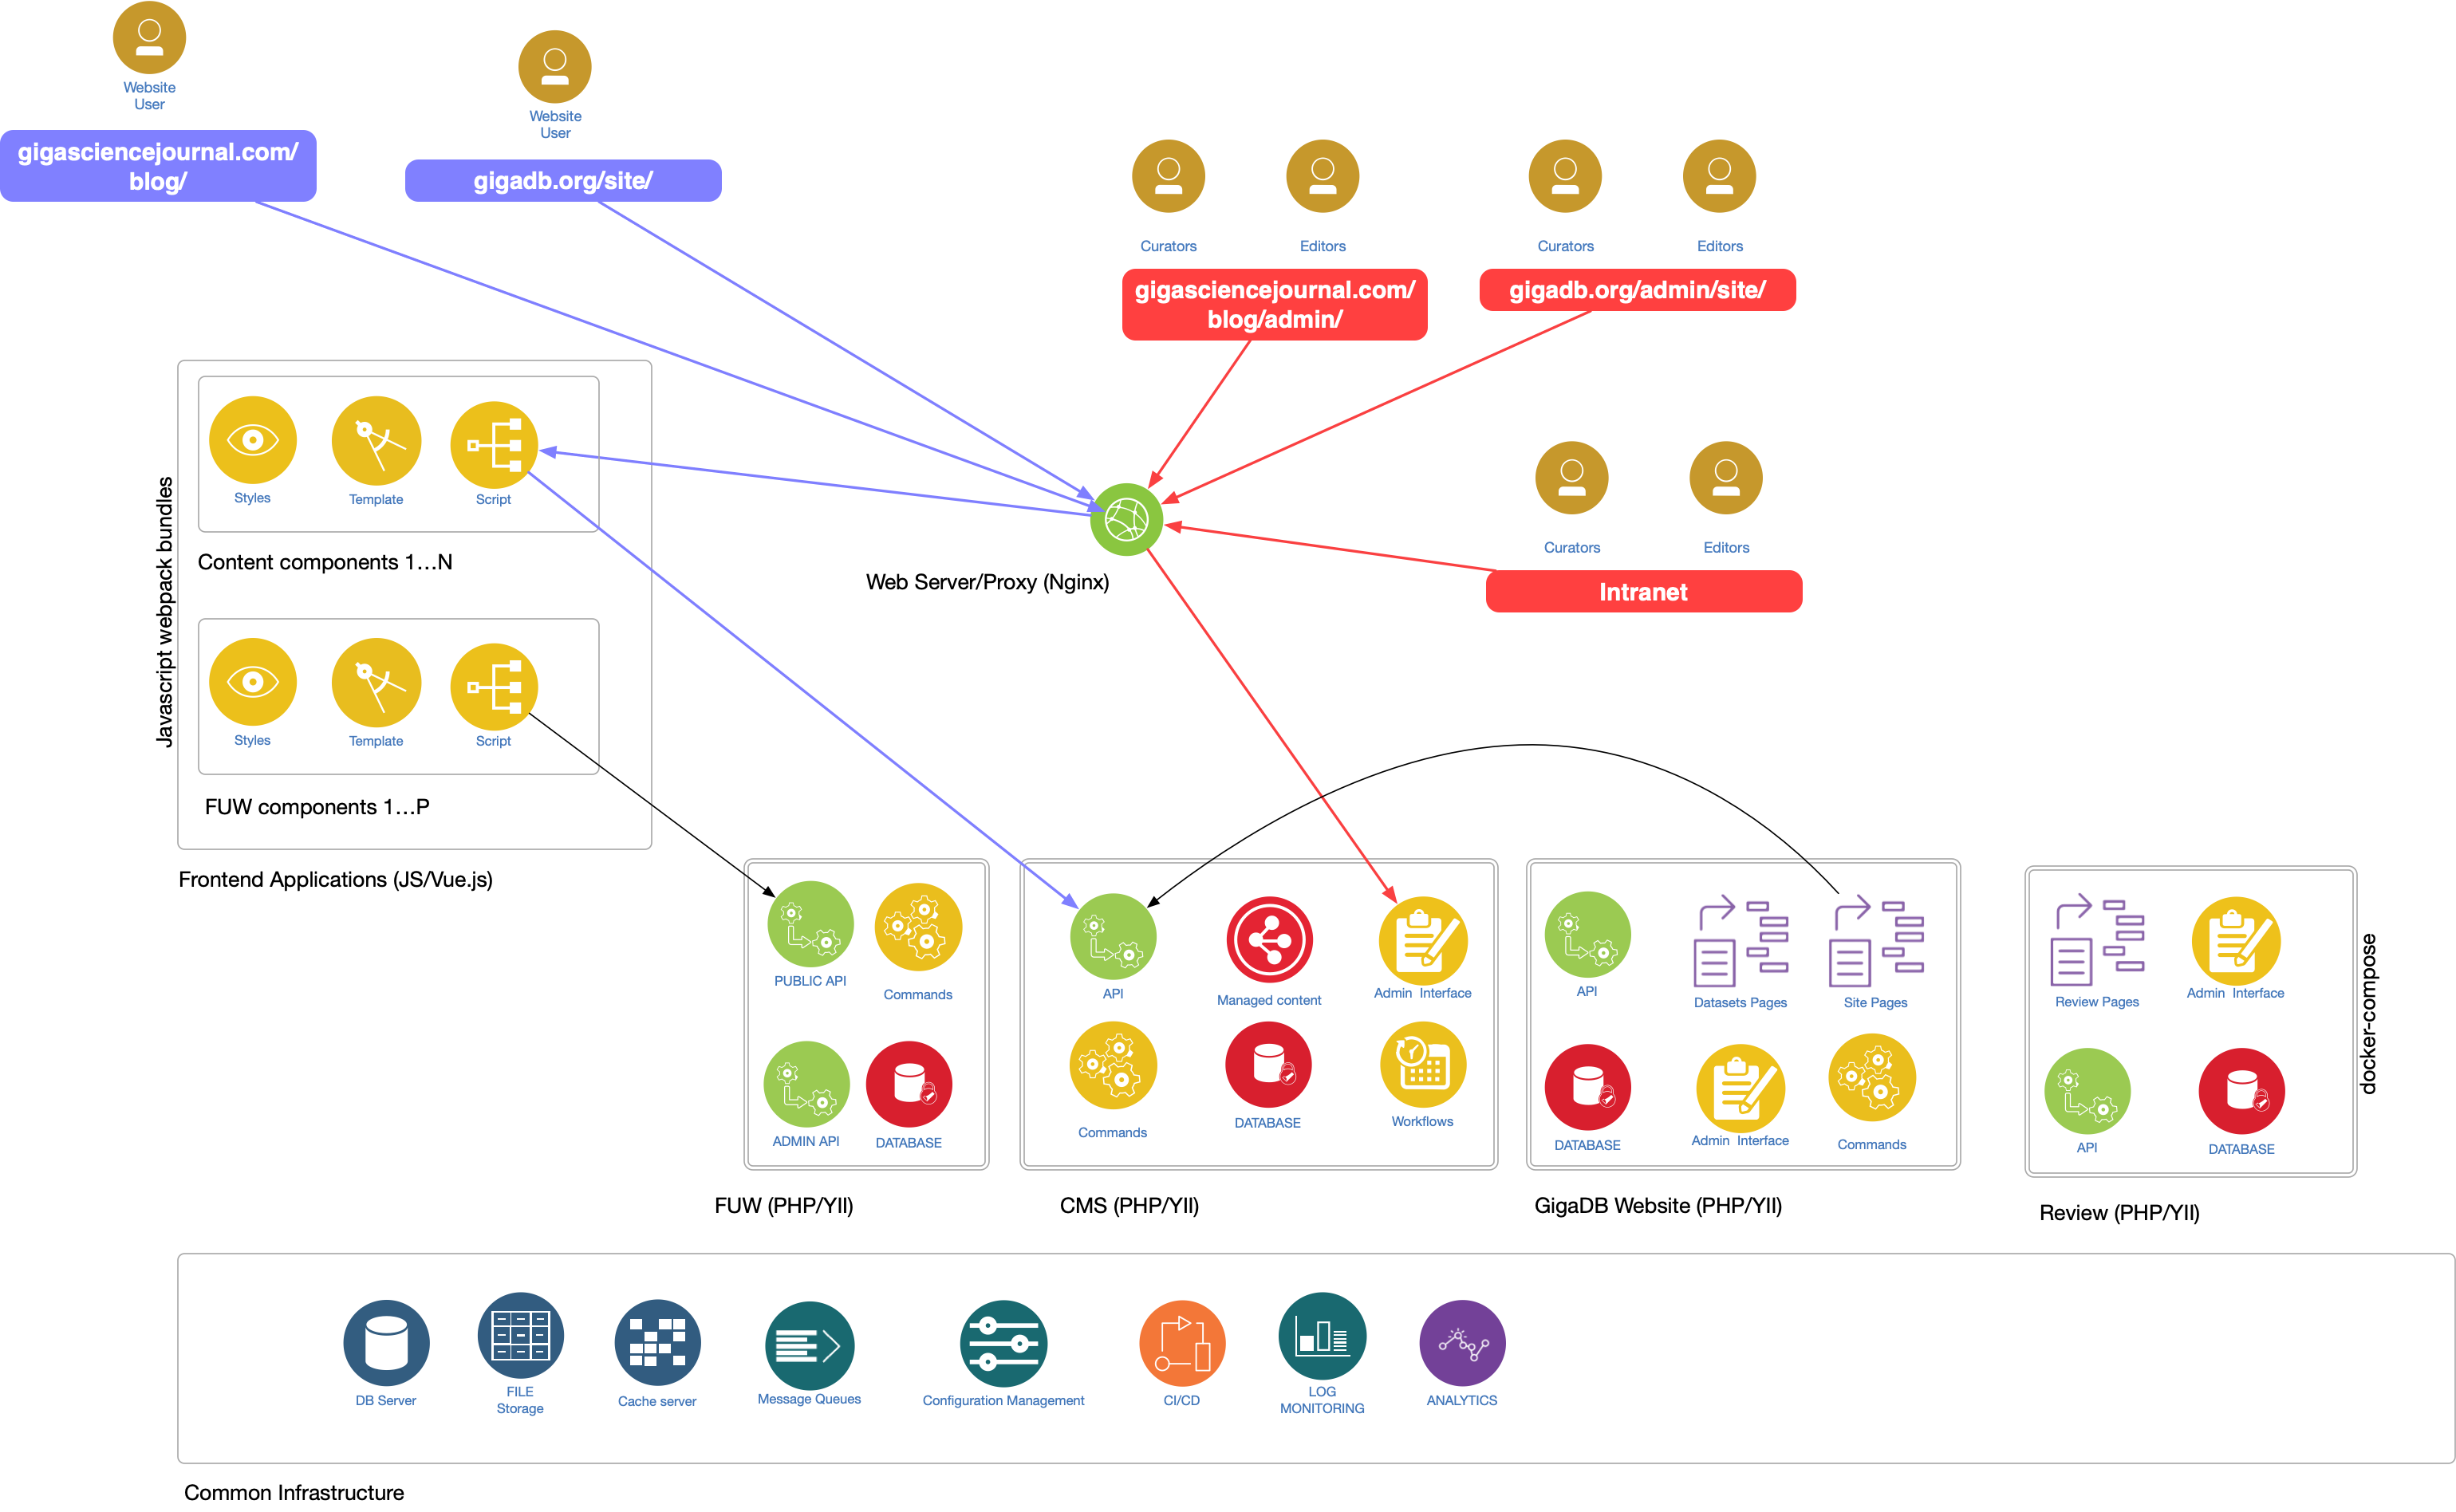 Website
User
Website
User
gigasciencejournal.com/
blog/
gigadb.org/site/
Curators
Editors
Curators
Editors
gigasciencejournal.com/
blog/admin/
gigadb.org/admin/site/
Styles
Template
Script
Content components 1...N
Curators
Editors
Intranet
Web Server/Proxy (Nginx)
Javascript webpack bundles
Styles
Template
Script
FUW components 1...P
Frontend Applications (JS/Vue.js)
PUBLIC API
Commands
ADMIN API
DATABASE
FUW (PHP/YII)
API
Managed content
Admin Interface
Commands
DATABASE
Workflows
CMS (PHP/YII)
API
Datasets Pages
Site Pages
DATABASE
Admin Interface
Commands
GigaDB Website (PHP/YII)
Review Pages
Admin Interface
API
DATABASE
Review (PHP/YII)
docker-compose
DB Server
FILE
Storage
Cache server
Message Queues
Configuration Management
CI/CD
LOG
MONITORING
ANALYTICS
Common Infrastructure